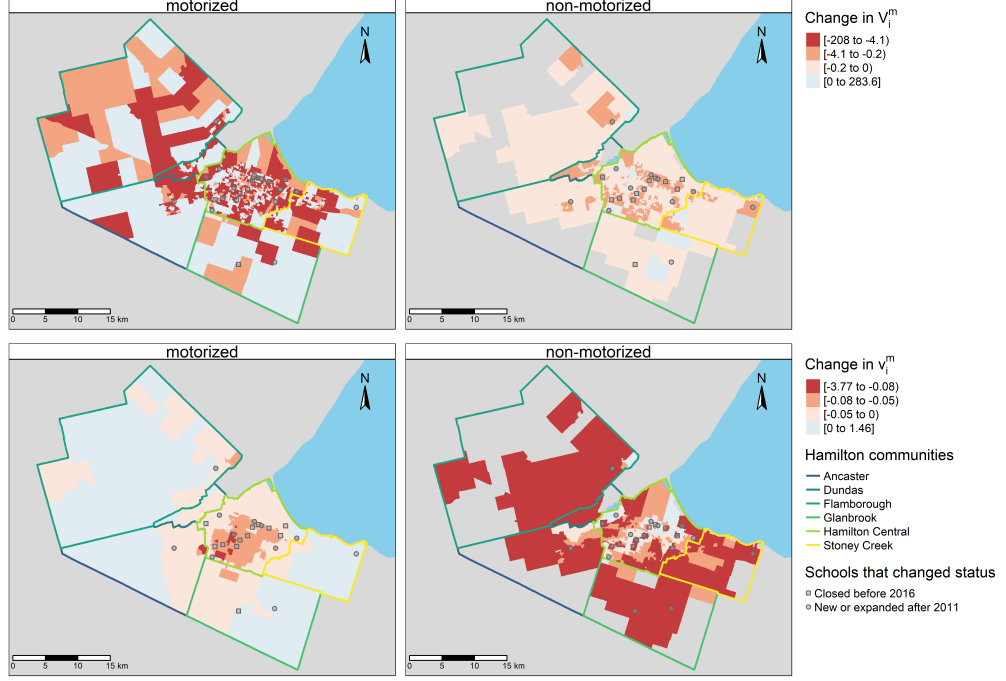 motorized
non-motorized
N
N
0 5 10 15 km
0 5 10 15 km
Change in V_i^m
[-208 to -4.1)
[-4.1 to -0.2)
[-0.2 to 0)
[0 to 283.6]
motorized
non-motorized
N
N
0 5 10 15 km
0 5 10 15 km
Change in v_i^m
[-3.77 to -0.08)
[-0.08 to -0.05)
[-0.05 to 0)
[0 to 1.46]
Hamilton communities
Ancaster
Dundas
Flamborough
Glanbrook
Hamilton Central
Stoney Creek
Schools that changed status
Closed before 2016
New or expanded after 2011